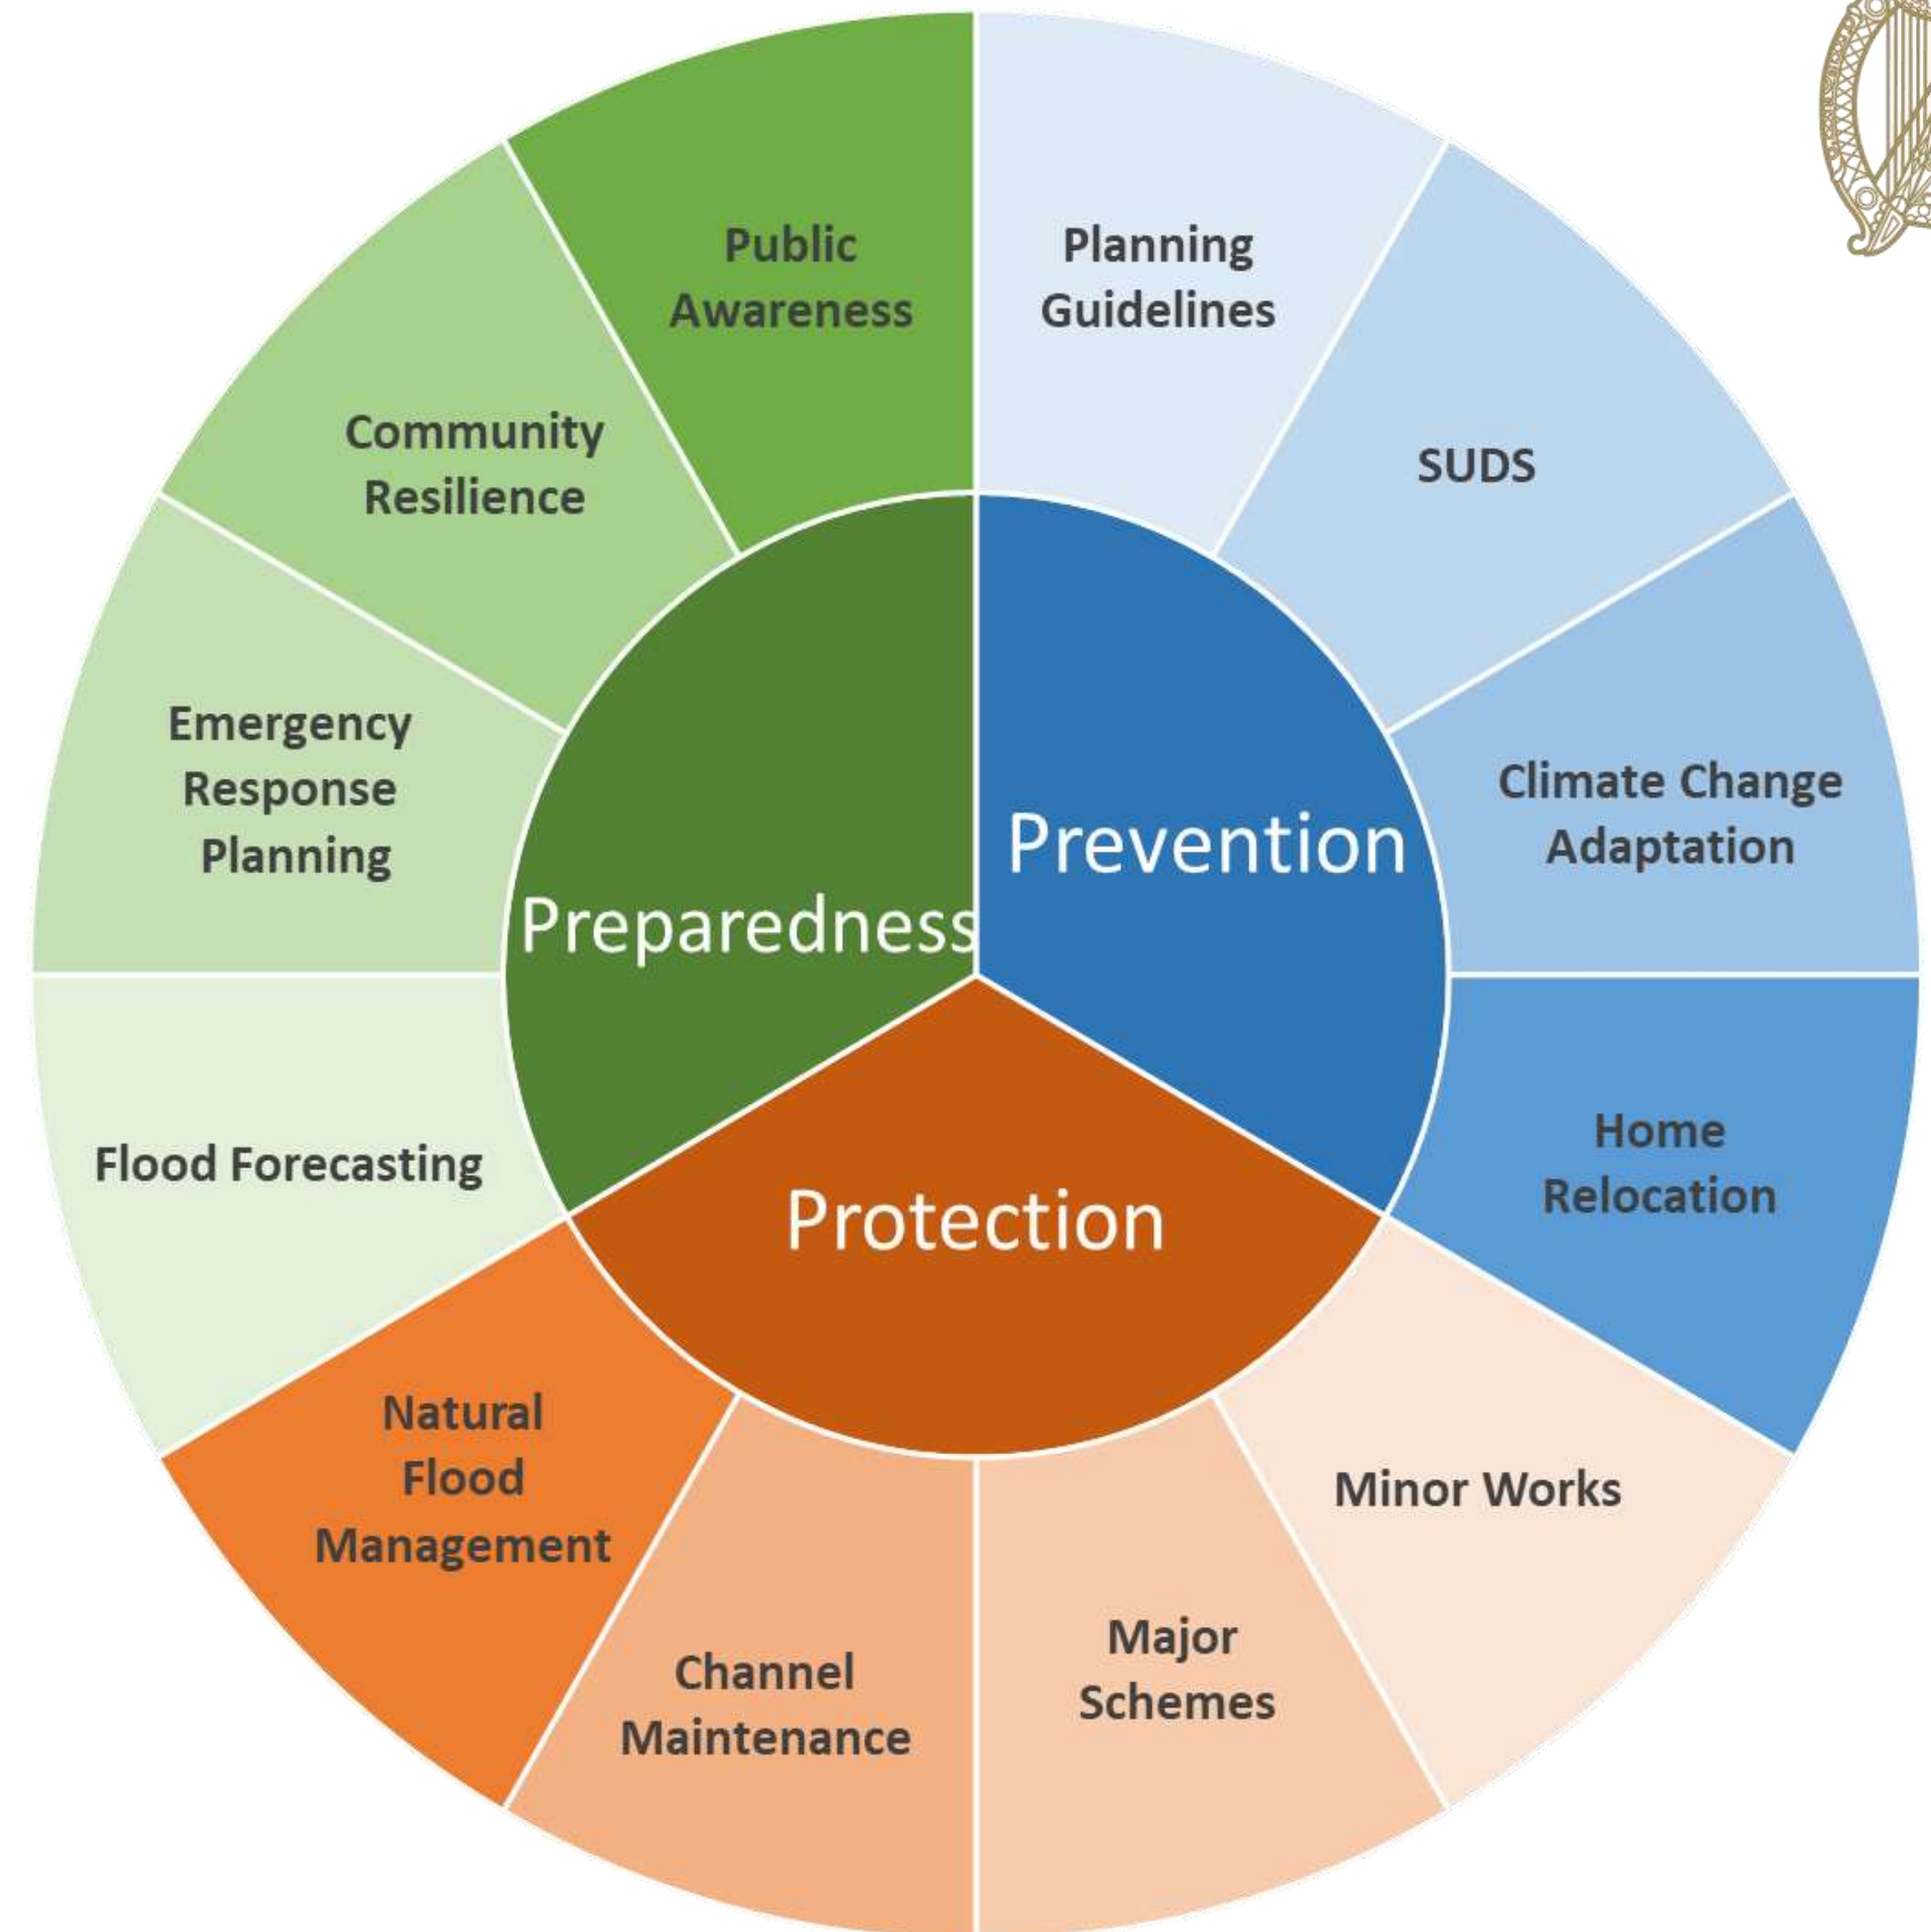 Public
Awareness
Planning
Guidelines
SUDS
Climate Change
Adaptation
Home
Relocation
Minor Works
Major
Schemes
Channel
Maintenance
Natural
Flood
Management
Flood Forecasting
Emergency
Response
Planning
Community
Resilience
Prevention
Preparedness
Protection